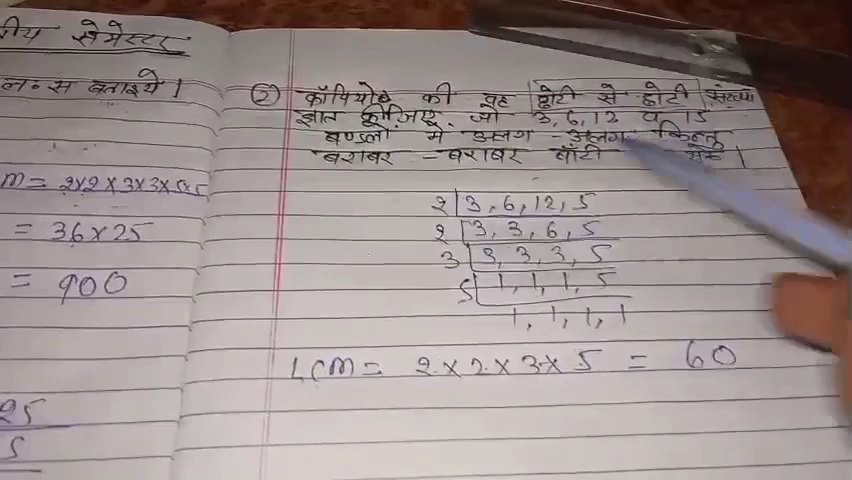 सेमेस्टर
ल० स बताइये।
M = 2x2x3x3x5x5
= 36x25
= 900
25
5
② कॉपियों की वह छोटी से छोटी संख्या
ज्ञात कीजिए, जो 3, 6, 12 व 15
बण्डलों में अलग-अलग किन्तु
बराबर-बराबर बाँटी सके।
2 | 3, 6, 12, 5
2 | 3, 3, 6, 5
3 | 3, 3, 3, 5
5 | 1, 1, 1, 5
1, 1, 1, 1
LCM = 2x2x3x5 = 60